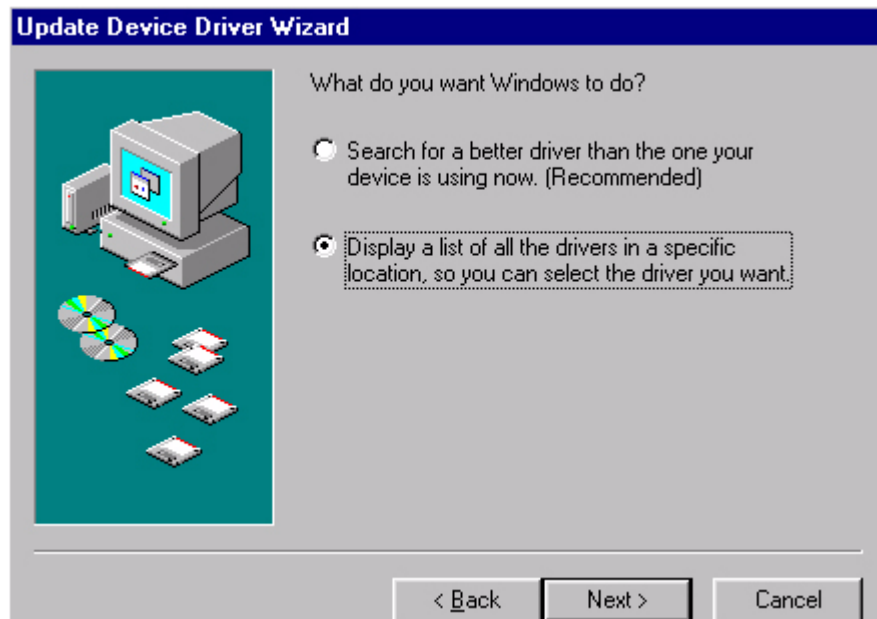 Update Device Driver Wizard
What do you want Windows to do?
Search for a better driver than the one your
device is using now. (Recommended)
Display a list of all the drivers in a specific
location, so you can select the driver you want.
< Back
Next >
Cancel